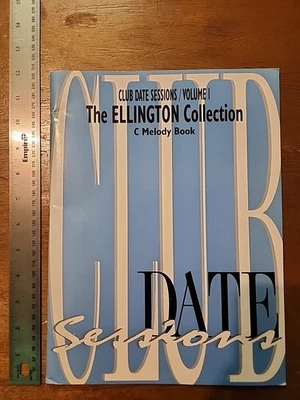 CLUB DATE SESSIONS / VOLUME I
The ELLINGTON Collection
C Melody Book
CLUB
DATE
Sessions
Empire